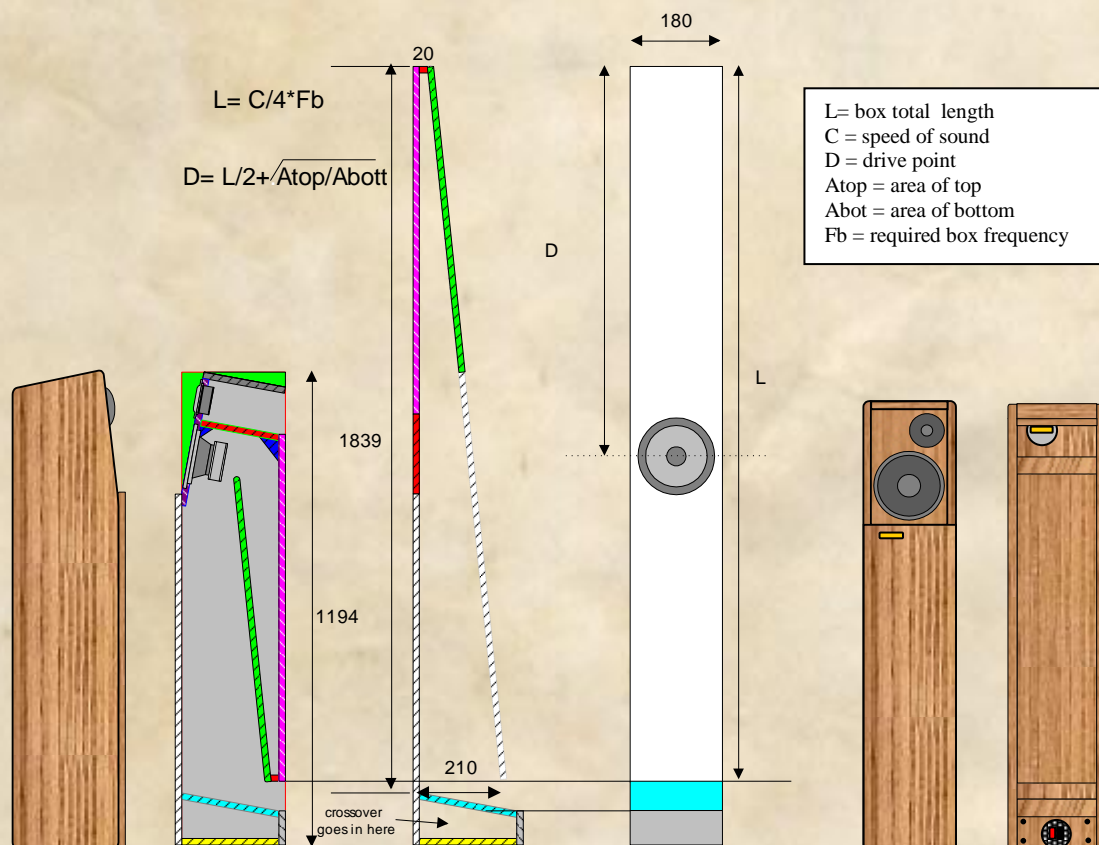 180
20
L= C/4*Fb
D= L/2+√Atop/Abott
L= box total length
C = speed of sound
D = drive point
Atop = area of top
Abot = area of bottom
Fb = required box frequency
D
L
1839
1194
210
crossover
goes in here